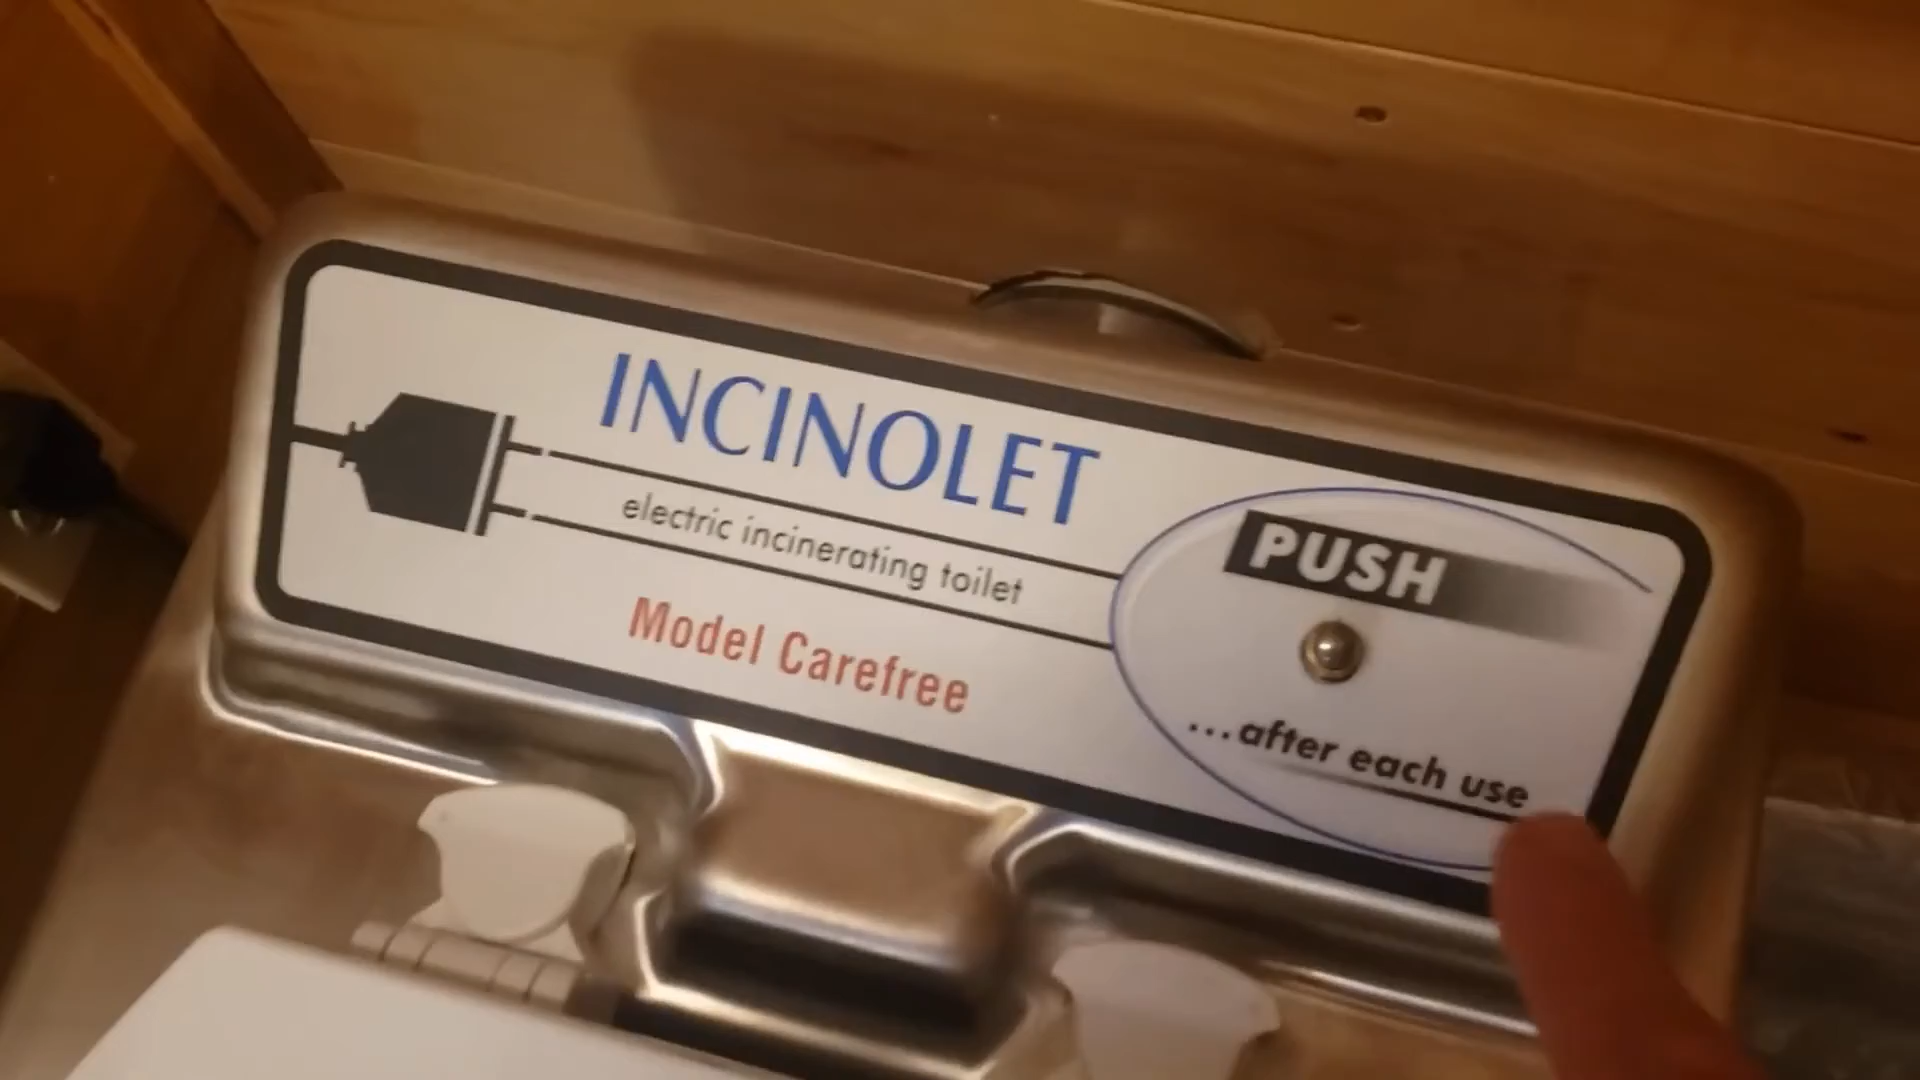 INCINOLET
electric incinerating toilet
Model Carefree
PUSH
...after each use